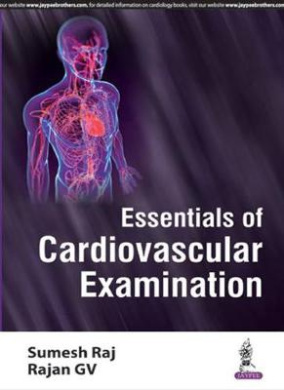 our website www.jaypeebrothers.com, for detailed information on cardiology books, visit our website www.jaypeebrothers.com
Essentials of
Cardiovascular
Examination
Sumesh Raj
Rajan GV
JAYPEE